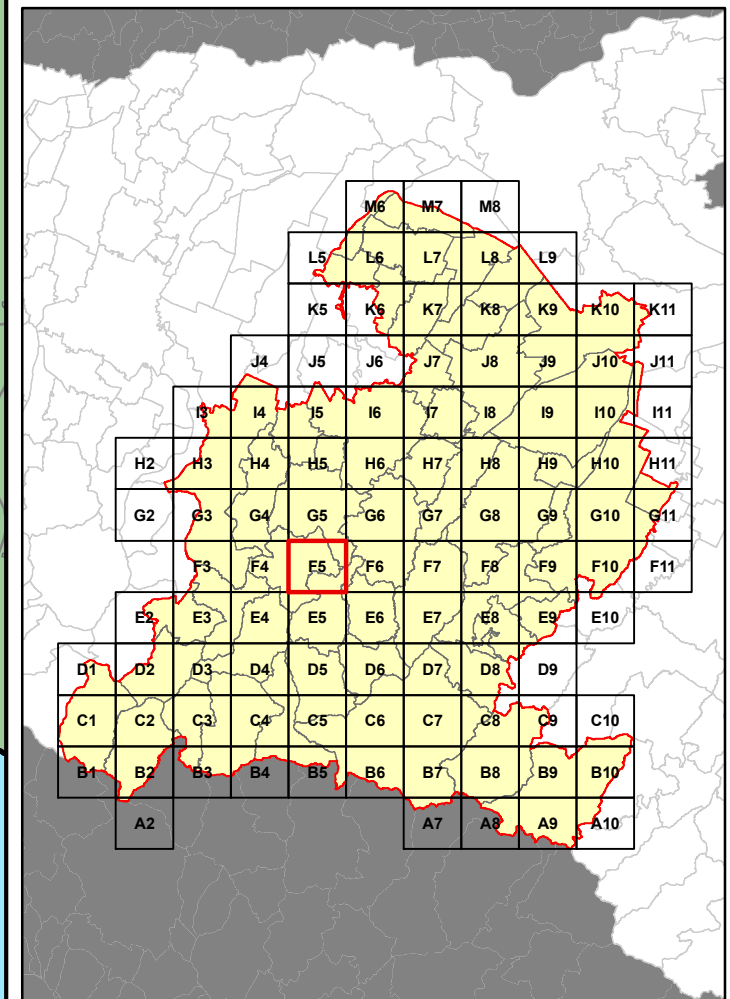 M6 M7 M8
L5 L6 L7 L8 L9
K5 K6 K7 K8 K9 K10 K11
J4 J5 J6 J7 J8 J9 J10 J11
I3 I4 I5 I6 I7 I8 I9 I10 I11
H2 H3 H4 H5 H6 H7 H8 H9 H10 H11
G2 G3 G4 G5 G6 G7 G8 G9 G10 G11
F3 F4 F5 F6 F7 F8 F9 F10 F11
E2 E3 E4 E5 E6 E7 E8 E9 E10
D1 D2 D3 D4 D5 D6 D7 D8 D9
C1 C2 C3 C4 C5 C6 C7 C8 C9 C10
B1 B2 B3 B4 B5 B6 B7 B8 B9 B10
A2 A7 A8 A9 A10